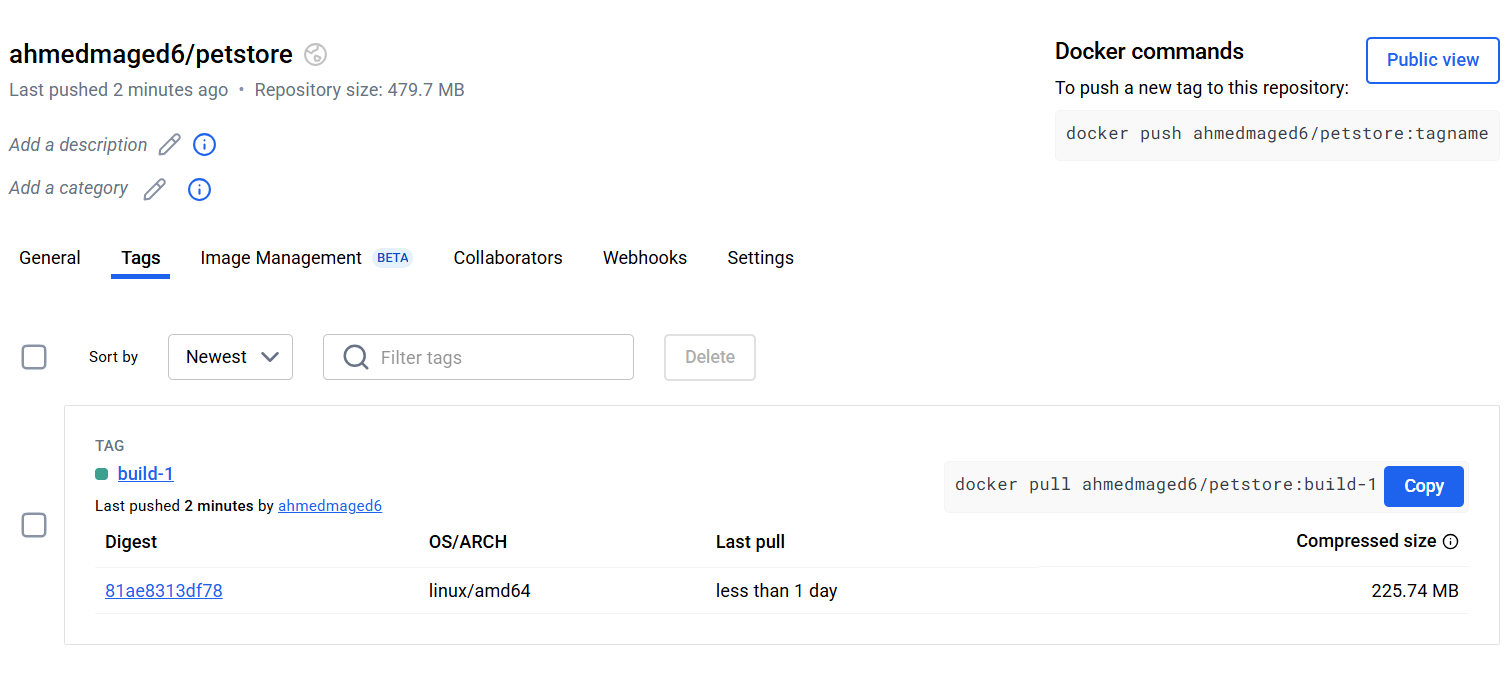 ahmedmaged6/petstore
Last pushed 2 minutes ago • Repository size: 479.7 MB
Add a description
Add a category
Docker commands
Public view
To push a new tag to this repository:
docker push ahmedmaged6/petstore:tagname
General Tags Image Management BETA Collaborators Webhooks Settings
Sort by Newest Filter tags Delete
TAG
build-1
Last pushed 2 minutes by ahmedmaged6
docker pull ahmedmaged6/petstore:build-1 Copy
Digest OS/ARCH Last pull Compressed size
81ae8313df78 linux/amd64 less than 1 day 225.74 MB